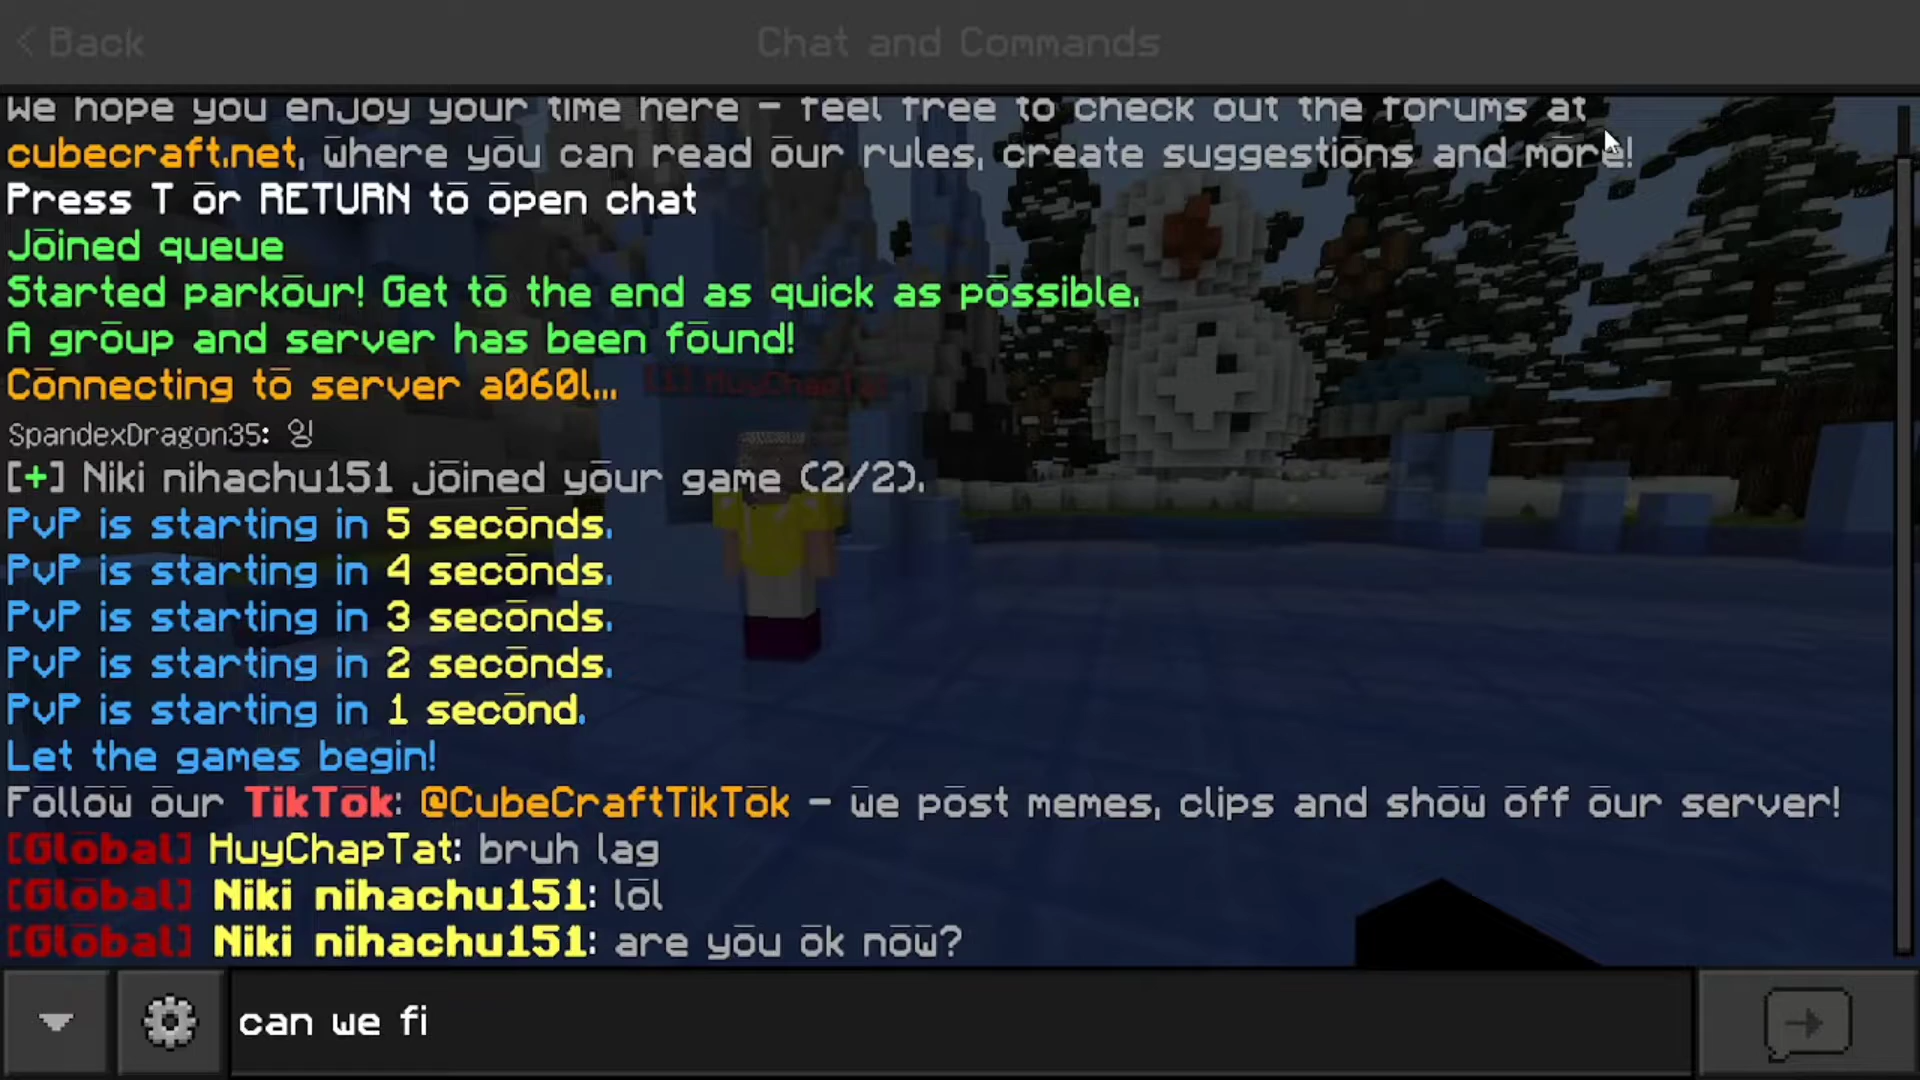 < Back
Chat and Commands
We hope you enjoy your time here - feel free to check out the forums at
cubecraft.net, where you can read our rules, create suggestions and more!
Press T or RETURN to open chat
Joined queue
Started parkour! Get to the end as quick as possible.
A group and server has been found!
Connecting to server a060l...
[1] HuyChapTat
SpandexDragon35: 잉
[+] Niki nihachu151 joined your game (2/2).
PvP is starting in 5 seconds.
PvP is starting in 4 seconds.
PvP is starting in 3 seconds.
PvP is starting in 2 seconds.
PvP is starting in 1 second.
Let the games begin!
Follow our TikTok: @CubeCraftTikTok - we post memes, clips and show off our server!
[Global] HuyChapTat: bruh lag
[Global] Niki nihachu151: lol
[Global] Niki nihachu151: are you ok now?
can we fi